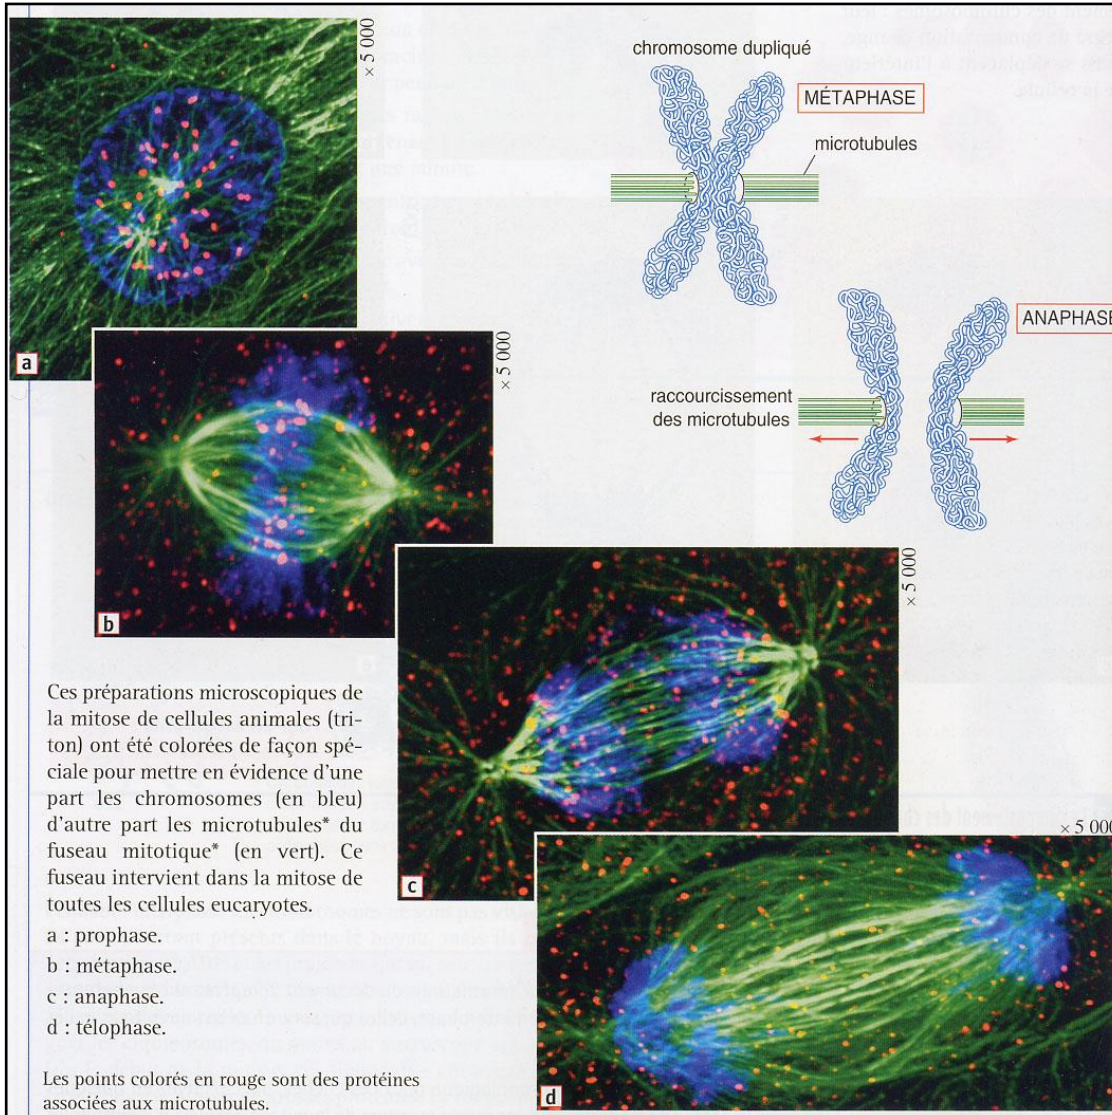 × 5 000
chromosome dupliqué
MÉTAPHASE
microtubules
a
× 5 000
ANAPHASE
raccourcissement
des microtubules
b
× 5 000
Ces préparations microscopiques de
la mitose de cellules animales (tri-
ton) ont été colorées de façon spé-
ciale pour mettre en évidence d'une
part les chromosomes (en bleu)
d'autre part les microtubules* du
fuseau mitotique* (en vert). Ce
fuseau intervient dans la mitose de
toutes les cellules eucaryotes.
a : prophase.
b : métaphase.
c : anaphase.
d : télophase.
c
× 5 000
Les points colorés en rouge sont des protéines
associées aux microtubules.
d